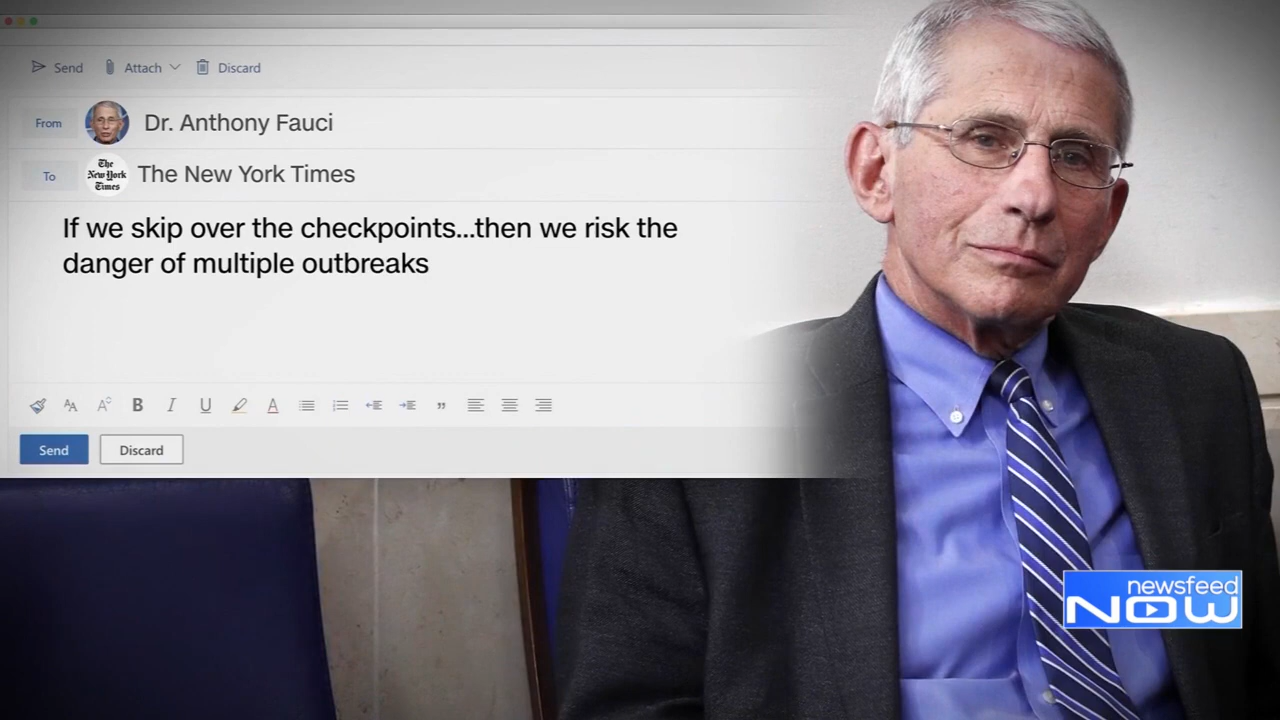 Send Attach Discard
From Dr. Anthony Fauci
The
New York
Times
To The New York Times
If we skip over the checkpoints...then we risk the
danger of multiple outbreaks
B I U A
Send Discard
newsfeed
NOW